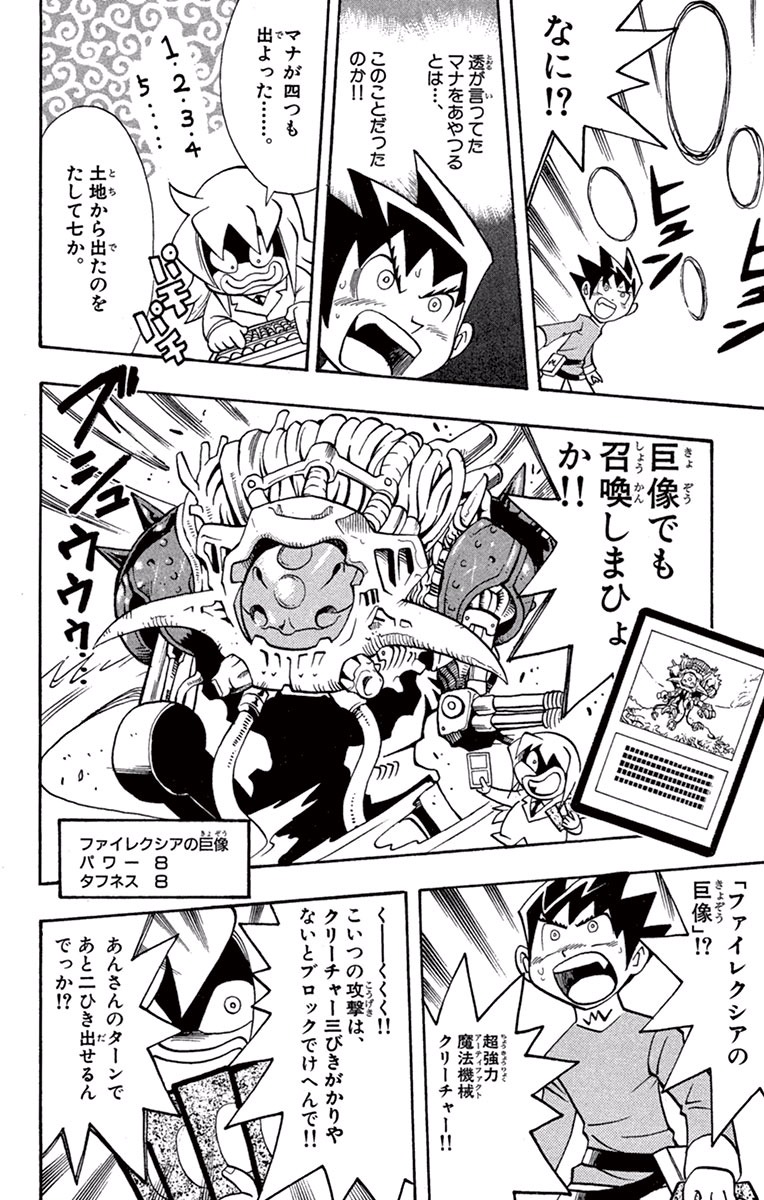 なに!?
透が言ってた
マナをあやつる
とは…、
このことだった
のか!!
マナが四つも
出よった……。
1.2.3.4
5.....
土地から出たのを
たして七か。
パチ
パチ
巨像でも
召喚しまひょ
か!!
ズシュウゥゥ…
ファイレクシアの巨像
パワー 8
タフネス 8
「ファイレクシアの
巨像」!?
超強力
魔法機械
クリーチャー!!
くーくくく!!
こいつの攻撃は、
クリーチャー三びきがかりや
ないとブロックでけへんで!!
あんさんのターンで
あと二ひき出せるん
でっか!?